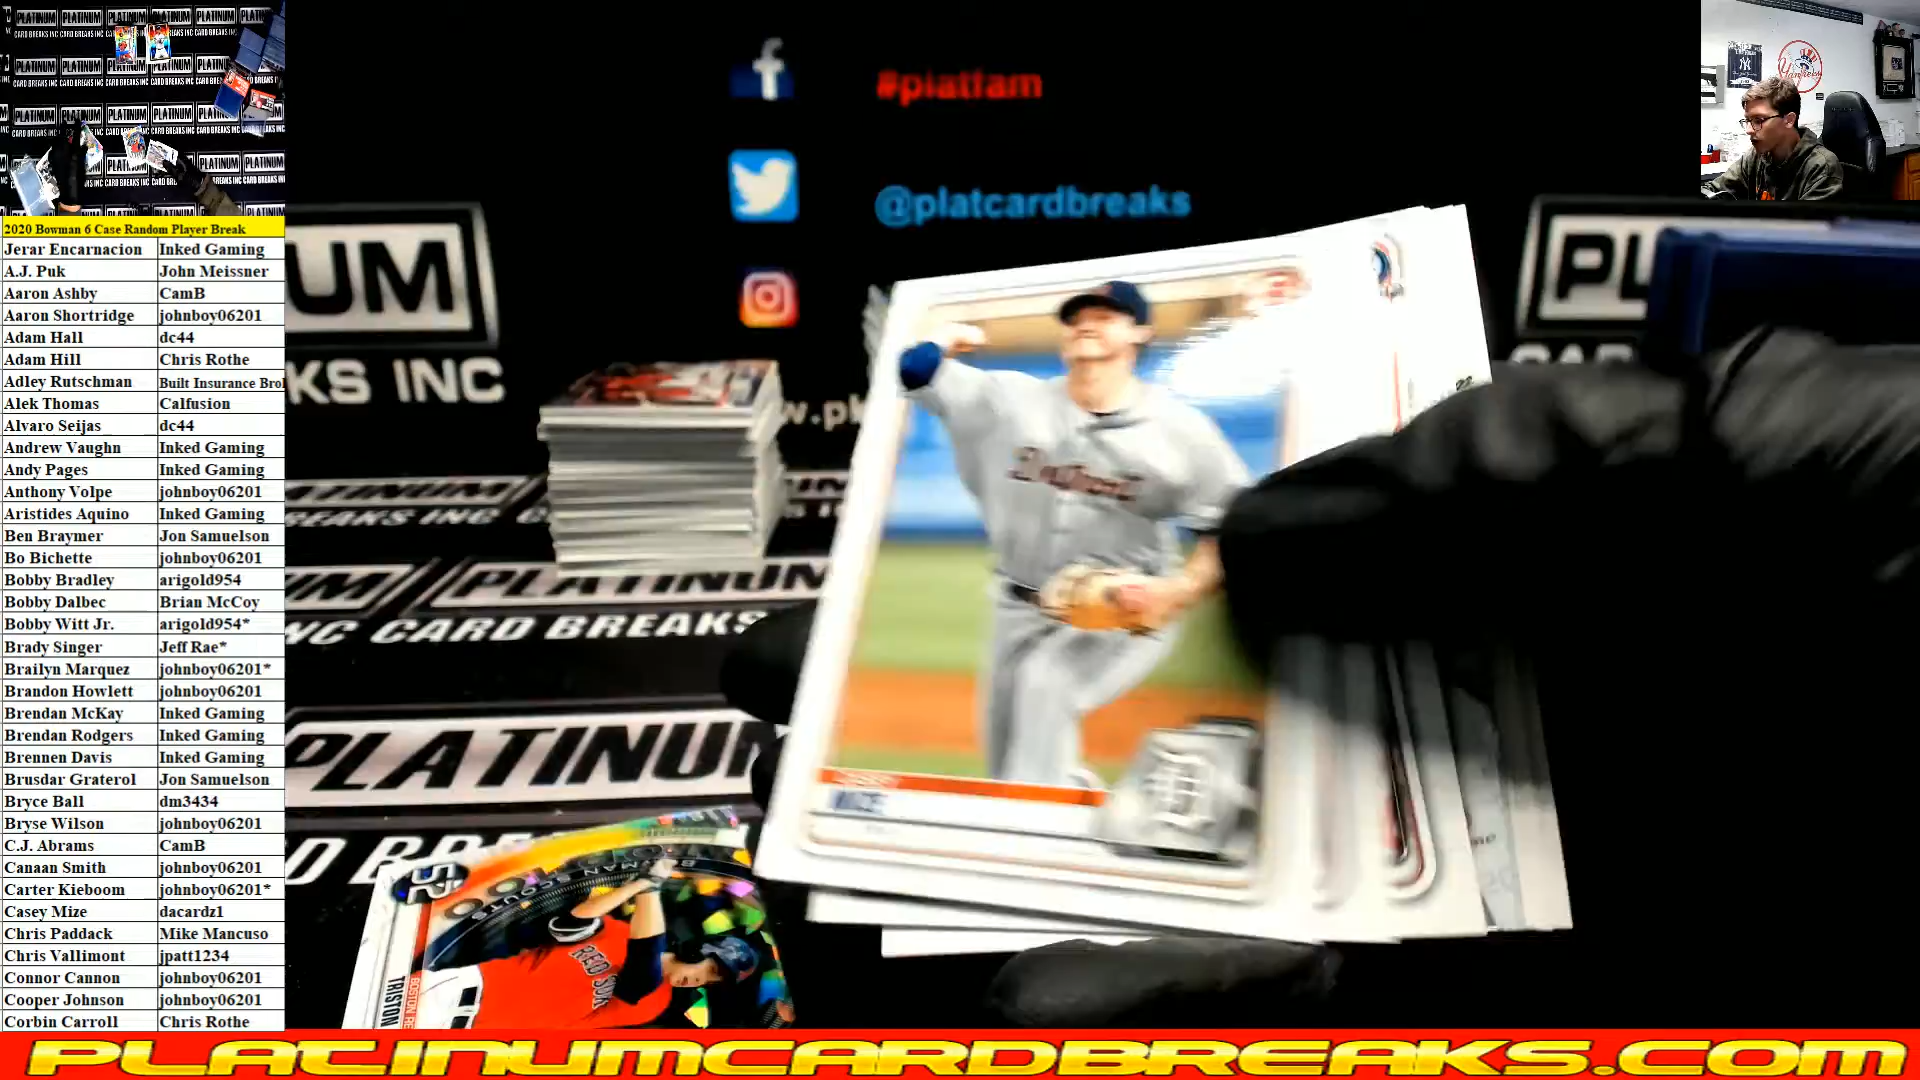 #platfam
@platcardbreaks
2020 Bowman 6 Case Random Player Break
Jerar Encarnacion Inked Gaming
A.J. Puk John Meissner
Aaron Ashby CamB
Aaron Shortridge johnboy06201
Adam Hall dc44
Adam Hill Chris Rothe
Adley Rutschman Built Insurance Brol
Alek Thomas Calfusion
Alvaro Seijas dc44
Andrew Vaughn Inked Gaming
Andy Pages Inked Gaming
Anthony Volpe johnboy06201
Aristides Aquino Inked Gaming
Ben Braymer Jon Samuelson
Bo Bichette johnboy06201
Bobby Bradley arigold954
Bobby Dalbec Brian McCoy
Bobby Witt Jr. arigold954*
Brady Singer Jeff Rae*
Brailyn Marquez johnboy06201*
Brandon Howlett johnboy06201
Brendan McKay Inked Gaming
Brendan Rodgers Inked Gaming
Brennen Davis Inked Gaming
Brusdar Graterol Jon Samuelson
Bryce Ball dm3434
Bryse Wilson johnboy06201
C.J. Abrams CamB
Canaan Smith johnboy06201
Carter Kieboom johnboy06201*
Casey Mize dacardz1
Chris Paddack Mike Mancuso
Chris Vallimont jpatt1234
Connor Cannon johnboy06201
Cooper Johnson johnboy06201
Corbin Carroll Chris Rothe
UM
KS INC
PLATINUM
CARD BREAKS
PLATINUM
BOWMAN SCOUTS
RED SOX
TRISTON
MIZE
Yankees
PLATINUMCARDBREAKS.COM